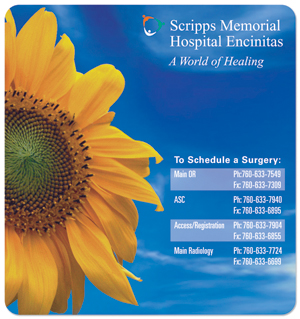 Scripps Memorial
Hospital Encinitas
A World of Healing
To Schedule a Surgery:
Main OR Ph:760-633-7549
Fx: 760-633-7309
ASC Ph: 760-633-7940
Fx: 760-633-6895
Access/Registration Ph:760-633-7904
Fx: 760-633-6855
Main Radiology Ph: 760-633-7724
Fx: 760-633-6669